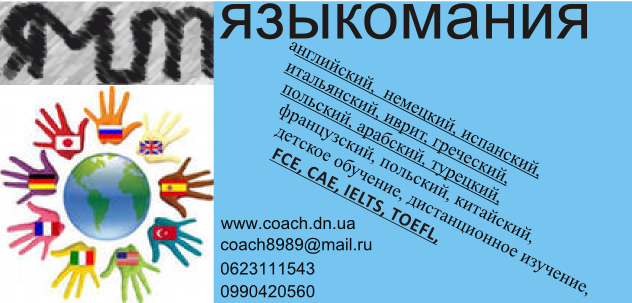 ЯМП
языкомания
английский, немецкий, испанский,
итальянский, иврит, греческий,
польский, арабский, турецкий,
французский, польский, китайский,
детское обучение, дистанционное изучение,
FCE, CAE, IELTS, TOEFL,
www.coach.dn.ua
coach8989@mail.ru
0623111543
0990420560